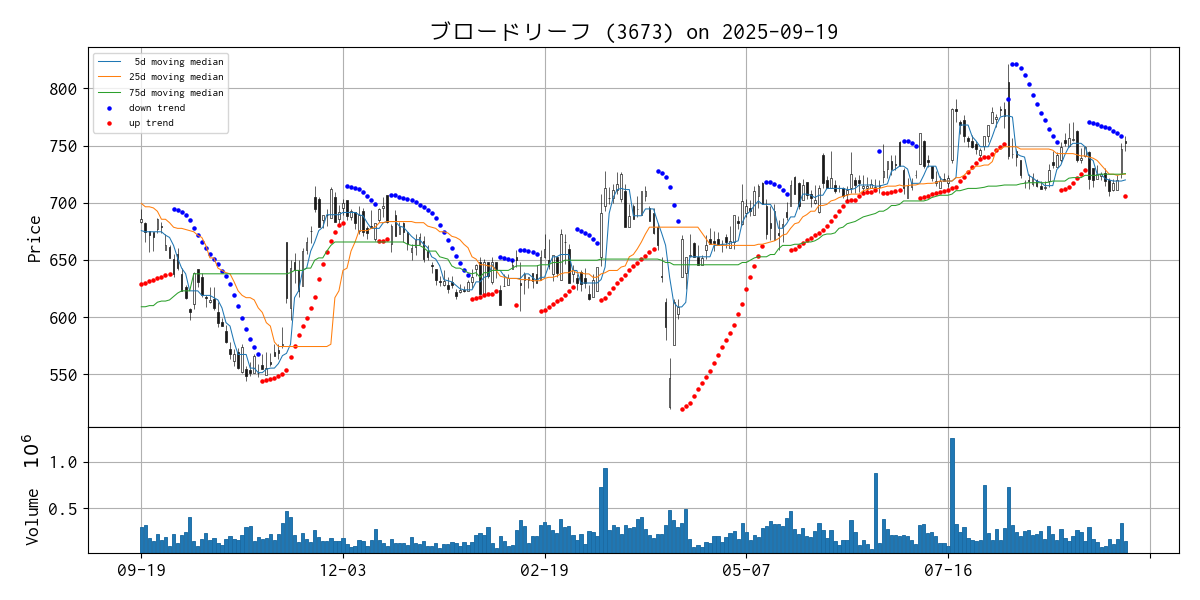 ブロードリーフ (3673) on 2025-09-19
5d moving median
25d moving median
75d moving median
down trend
up trend
Price
800
750
700
650
600
550
Volume 10^6
1.0
0.5
09-19 12-03 02-19 05-07 07-16